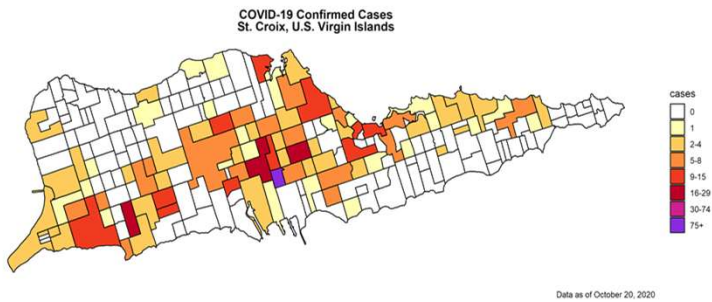 COVID-19 Confirmed Cases
St. Croix, U.S. Virgin Islands
cases
0
1
2-4
5-8
9-15
16-29
30-74
75+
Data as of October 20, 2020